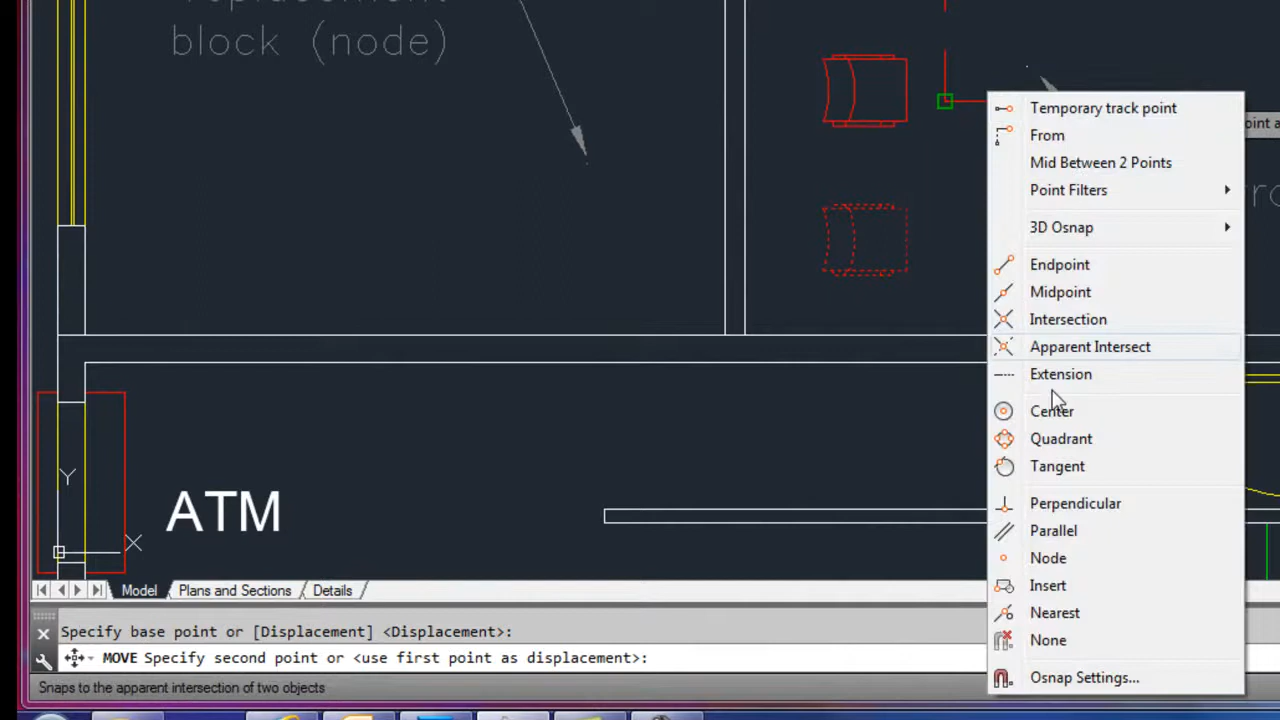 block (node)
Temporary track point
From
Mid Between 2 Points
Point Filters
3D Osnap
Endpoint
Midpoint
Intersection
Apparent Intersect
Extension
Center
Quadrant
Tangent
Perpendicular
Parallel
Node
Insert
Nearest
None
Osnap Settings...
Y
X
ATM
Model Plans and Sections Details
Specify base point or [Displacement] <Displacement>:
MOVE Specify second point or <use first point as displacement>:
Snaps to the apparent intersection of two objects